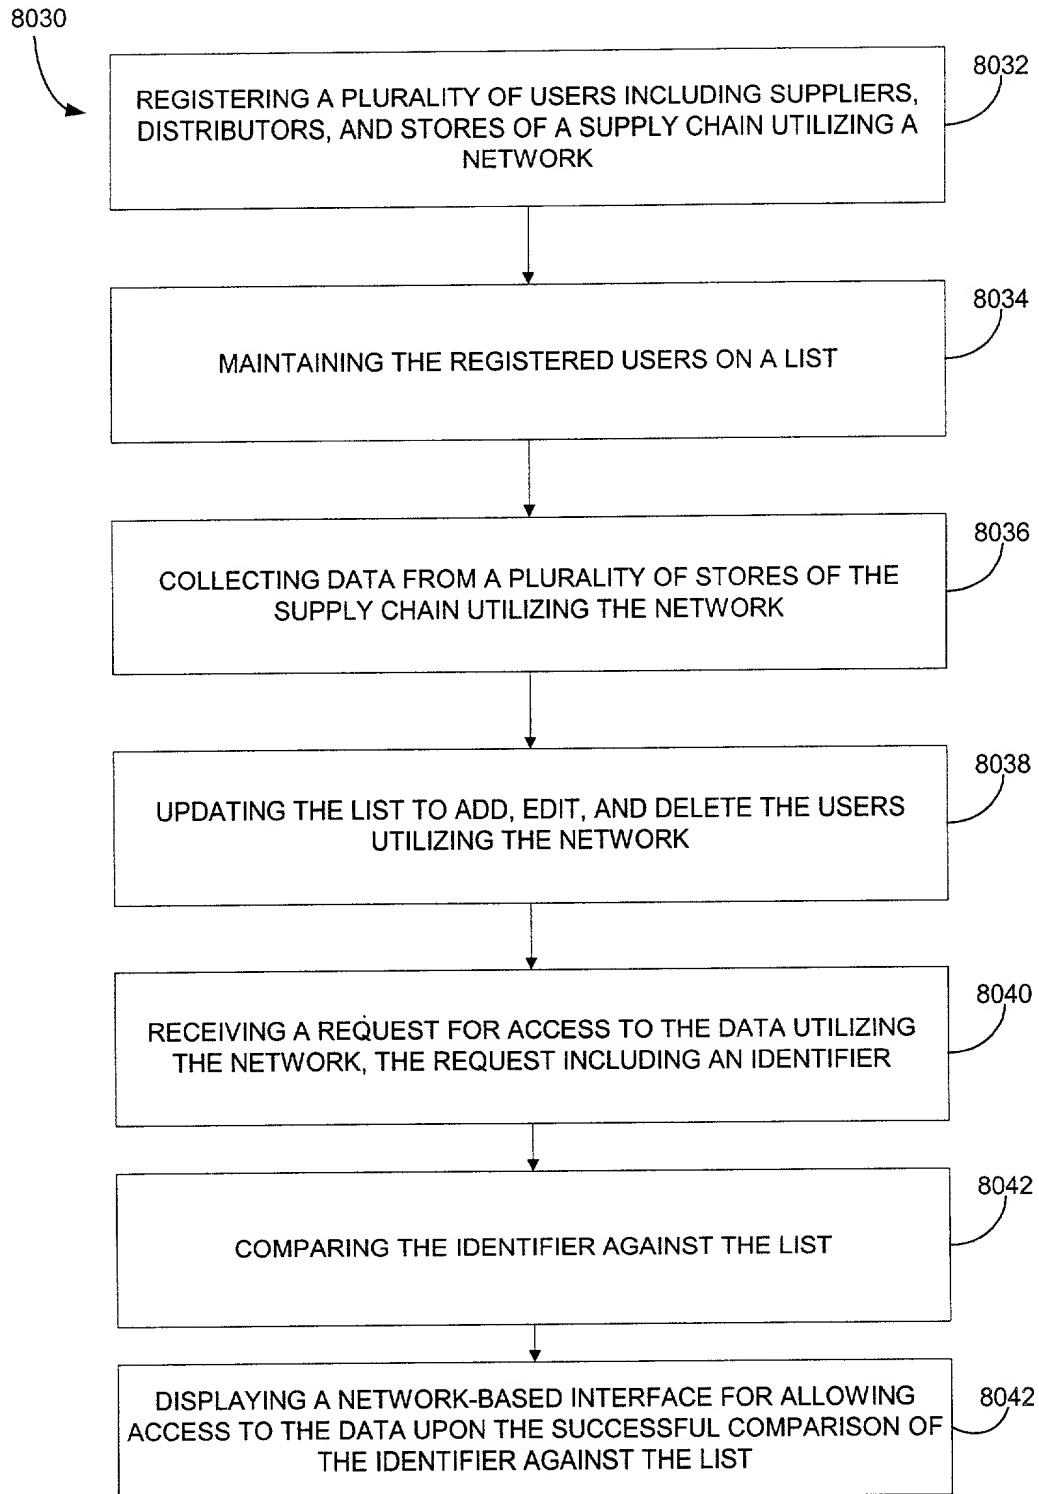 8030
8032
REGISTERING A PLURALITY OF USERS INCLUDING SUPPLIERS,
DISTRIBUTORS, AND STORES OF A SUPPLY CHAIN UTILIZING A
NETWORK
8034
MAINTAINING THE REGISTERED USERS ON A LIST
8036
COLLECTING DATA FROM A PLURALITY OF STORES OF THE
SUPPLY CHAIN UTILIZING THE NETWORK
8038
UPDATING THE LIST TO ADD, EDIT, AND DELETE THE USERS
UTILIZING THE NETWORK
8040
RECEIVING A REQUEST FOR ACCESS TO THE DATA UTILIZING
THE NETWORK, THE REQUEST INCLUDING AN IDENTIFIER
8042
COMPARING THE IDENTIFIER AGAINST THE LIST
8042
DISPLAYING A NETWORK-BASED INTERFACE FOR ALLOWING
ACCESS TO THE DATA UPON THE SUCCESSFUL COMPARISON OF
THE IDENTIFIER AGAINST THE LIST